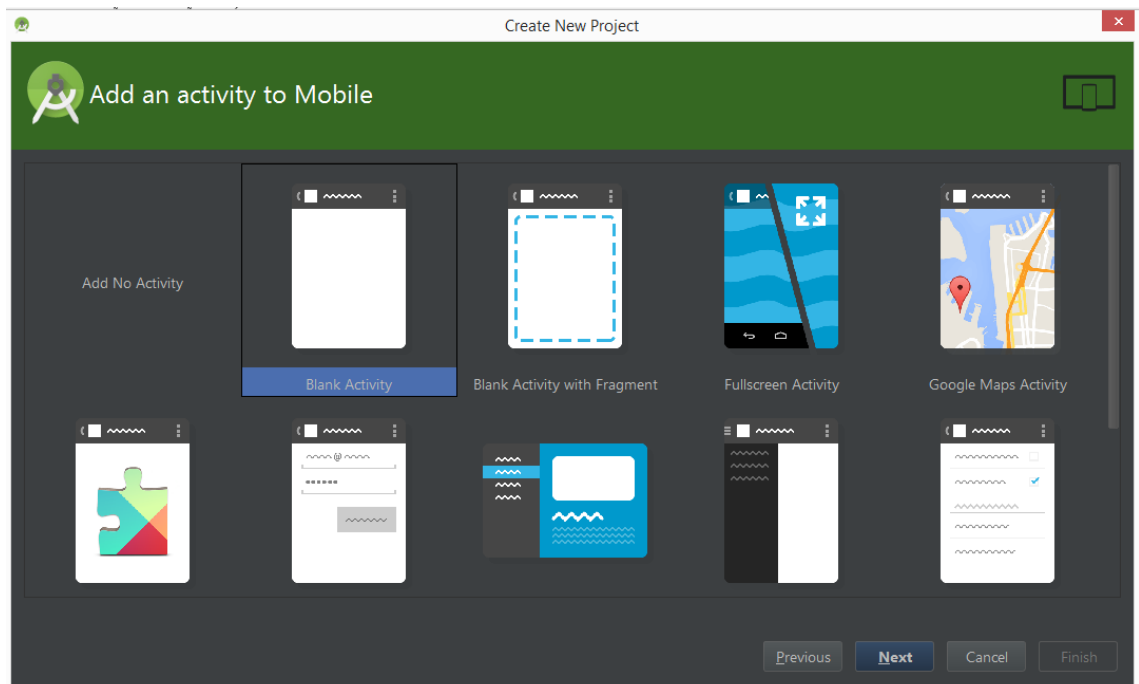 Create New Project
Add an activity to Mobile
Add No Activity
Blank Activity
Blank Activity with Fragment
Fullscreen Activity
Google Maps Activity
@
Previous
Next
Cancel
Finish